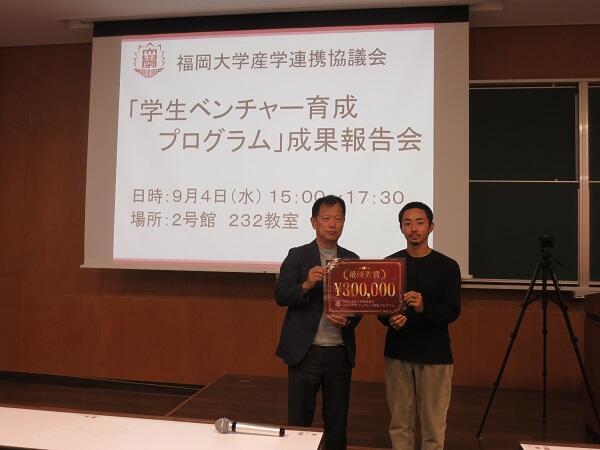 福岡大学産学連携協議会
「学生ベンチャー育成
プログラム」成果報告会
日時:9月4日(水) 15:00~17:30
場所:2号館 232教室
最優秀賞
¥300,000